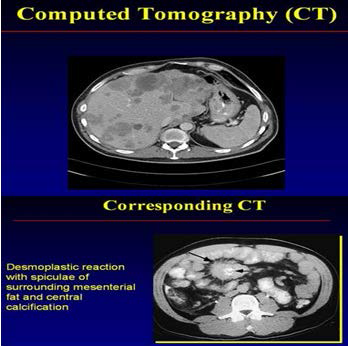 Computed Tomography (CT)
Corresponding CT
Desmoplastic reaction
with spiculae of
surrounding mesenterial
fat and central
calcification